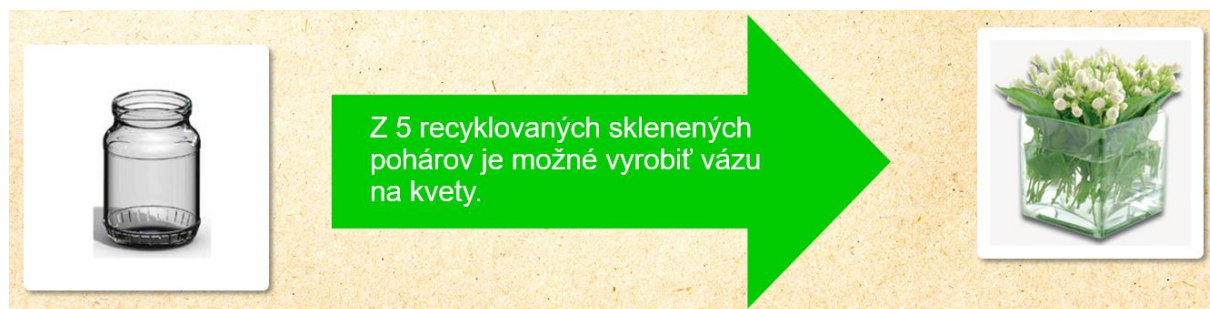 Z 5 recyklovaných sklenených
pohárov je možné vyrobiť vázu
na kvety.